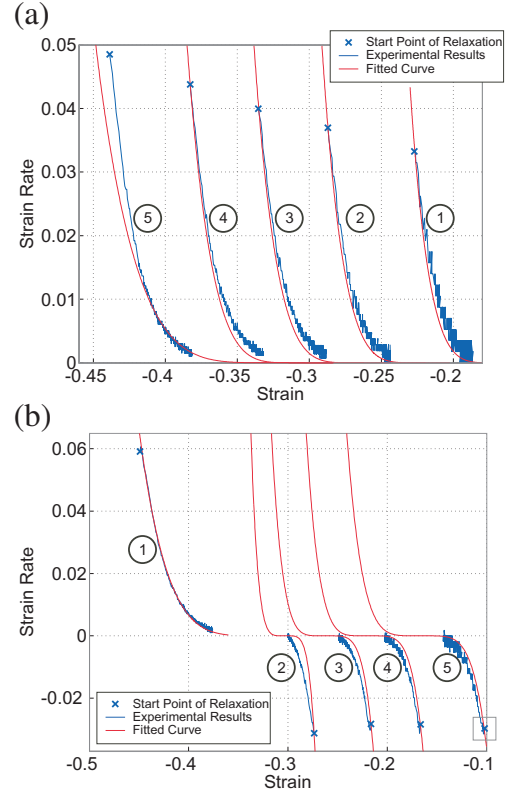 (a)
0.05
0.04
0.03
0.02
0.01
0
Strain Rate
Start Point of Relaxation
Experimental Results
Fitted Curve
5
4
3
2
1
-0.45
-0.4
-0.35
-0.3
-0.25
-0.2
Strain
(b)
0.06
0.04
0.02
0
-0.02
Strain Rate
1
2
3
4
5
Start Point of Relaxation
Experimental Results
Fitted Curve
-0.5
-0.4
-0.3
-0.2
-0.1
Strain